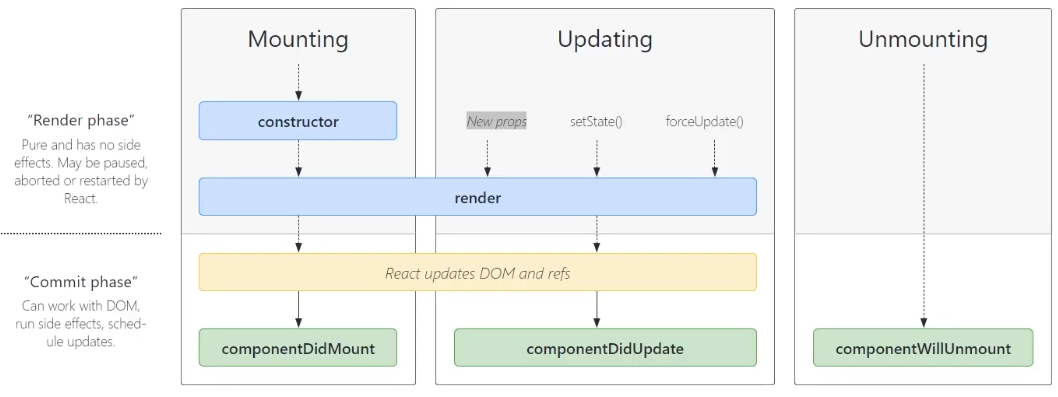 Mounting
Updating
Unmounting
“Render phase”
Pure and has no side
effects. May be paused,
aborted or restarted by
React.
constructor
New props
setState()
forceUpdate()
render
“Commit phase”
Can work with DOM,
run side effects, sched-
ule updates.
React updates DOM and refs
componentDidMount
componentDidUpdate
componentWillUnmount